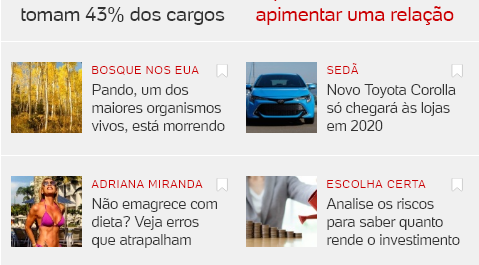 tomam 43% dos cargos
apimentar uma relação
BOSQUE NOS EUA
Pando, um dos
maiores organismos
vivos, está morrendo
SEDÃ
Novo Toyota Corolla
só chegará às lojas
em 2020
ADRIANA MIRANDA
Não emagrece com
dieta? Veja erros
que atrapalham
ESCOLHA CERTA
Analise os riscos
para saber quanto
rende o investimento